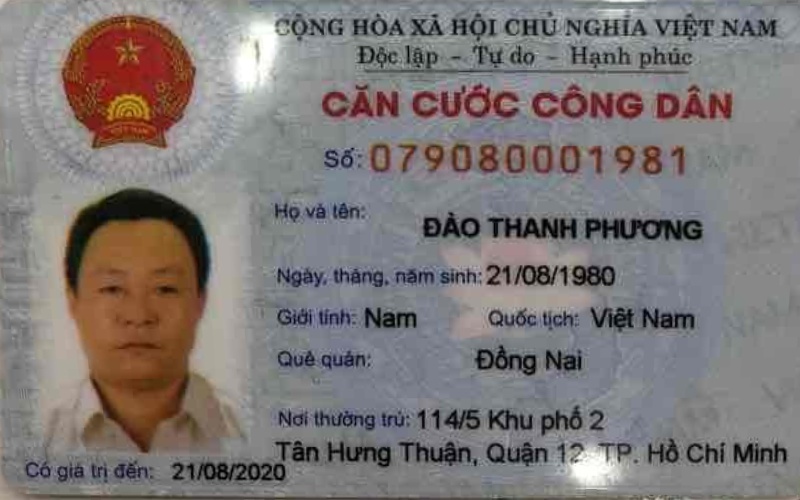 CỘNG HÒA XÃ HỘI CHỦ NGHĨA VIỆT NAM
Độc lập – Tự do – Hạnh phúc
CĂN CƯỚC CÔNG DÂN
Số: 079080001981
Họ và tên:
ĐÀO THANH PHƯƠNG
Ngày, tháng, năm sinh: 21/08/1980
Giới tính: Nam Quốc tịch: Việt Nam
Quê quán: Đồng Nai
Nơi thường trú: 114/5 Khu phố 2
Tân Hưng Thuận, Quận 12, TP. Hồ Chí Minh
Có giá trị đến: 21/08/2020